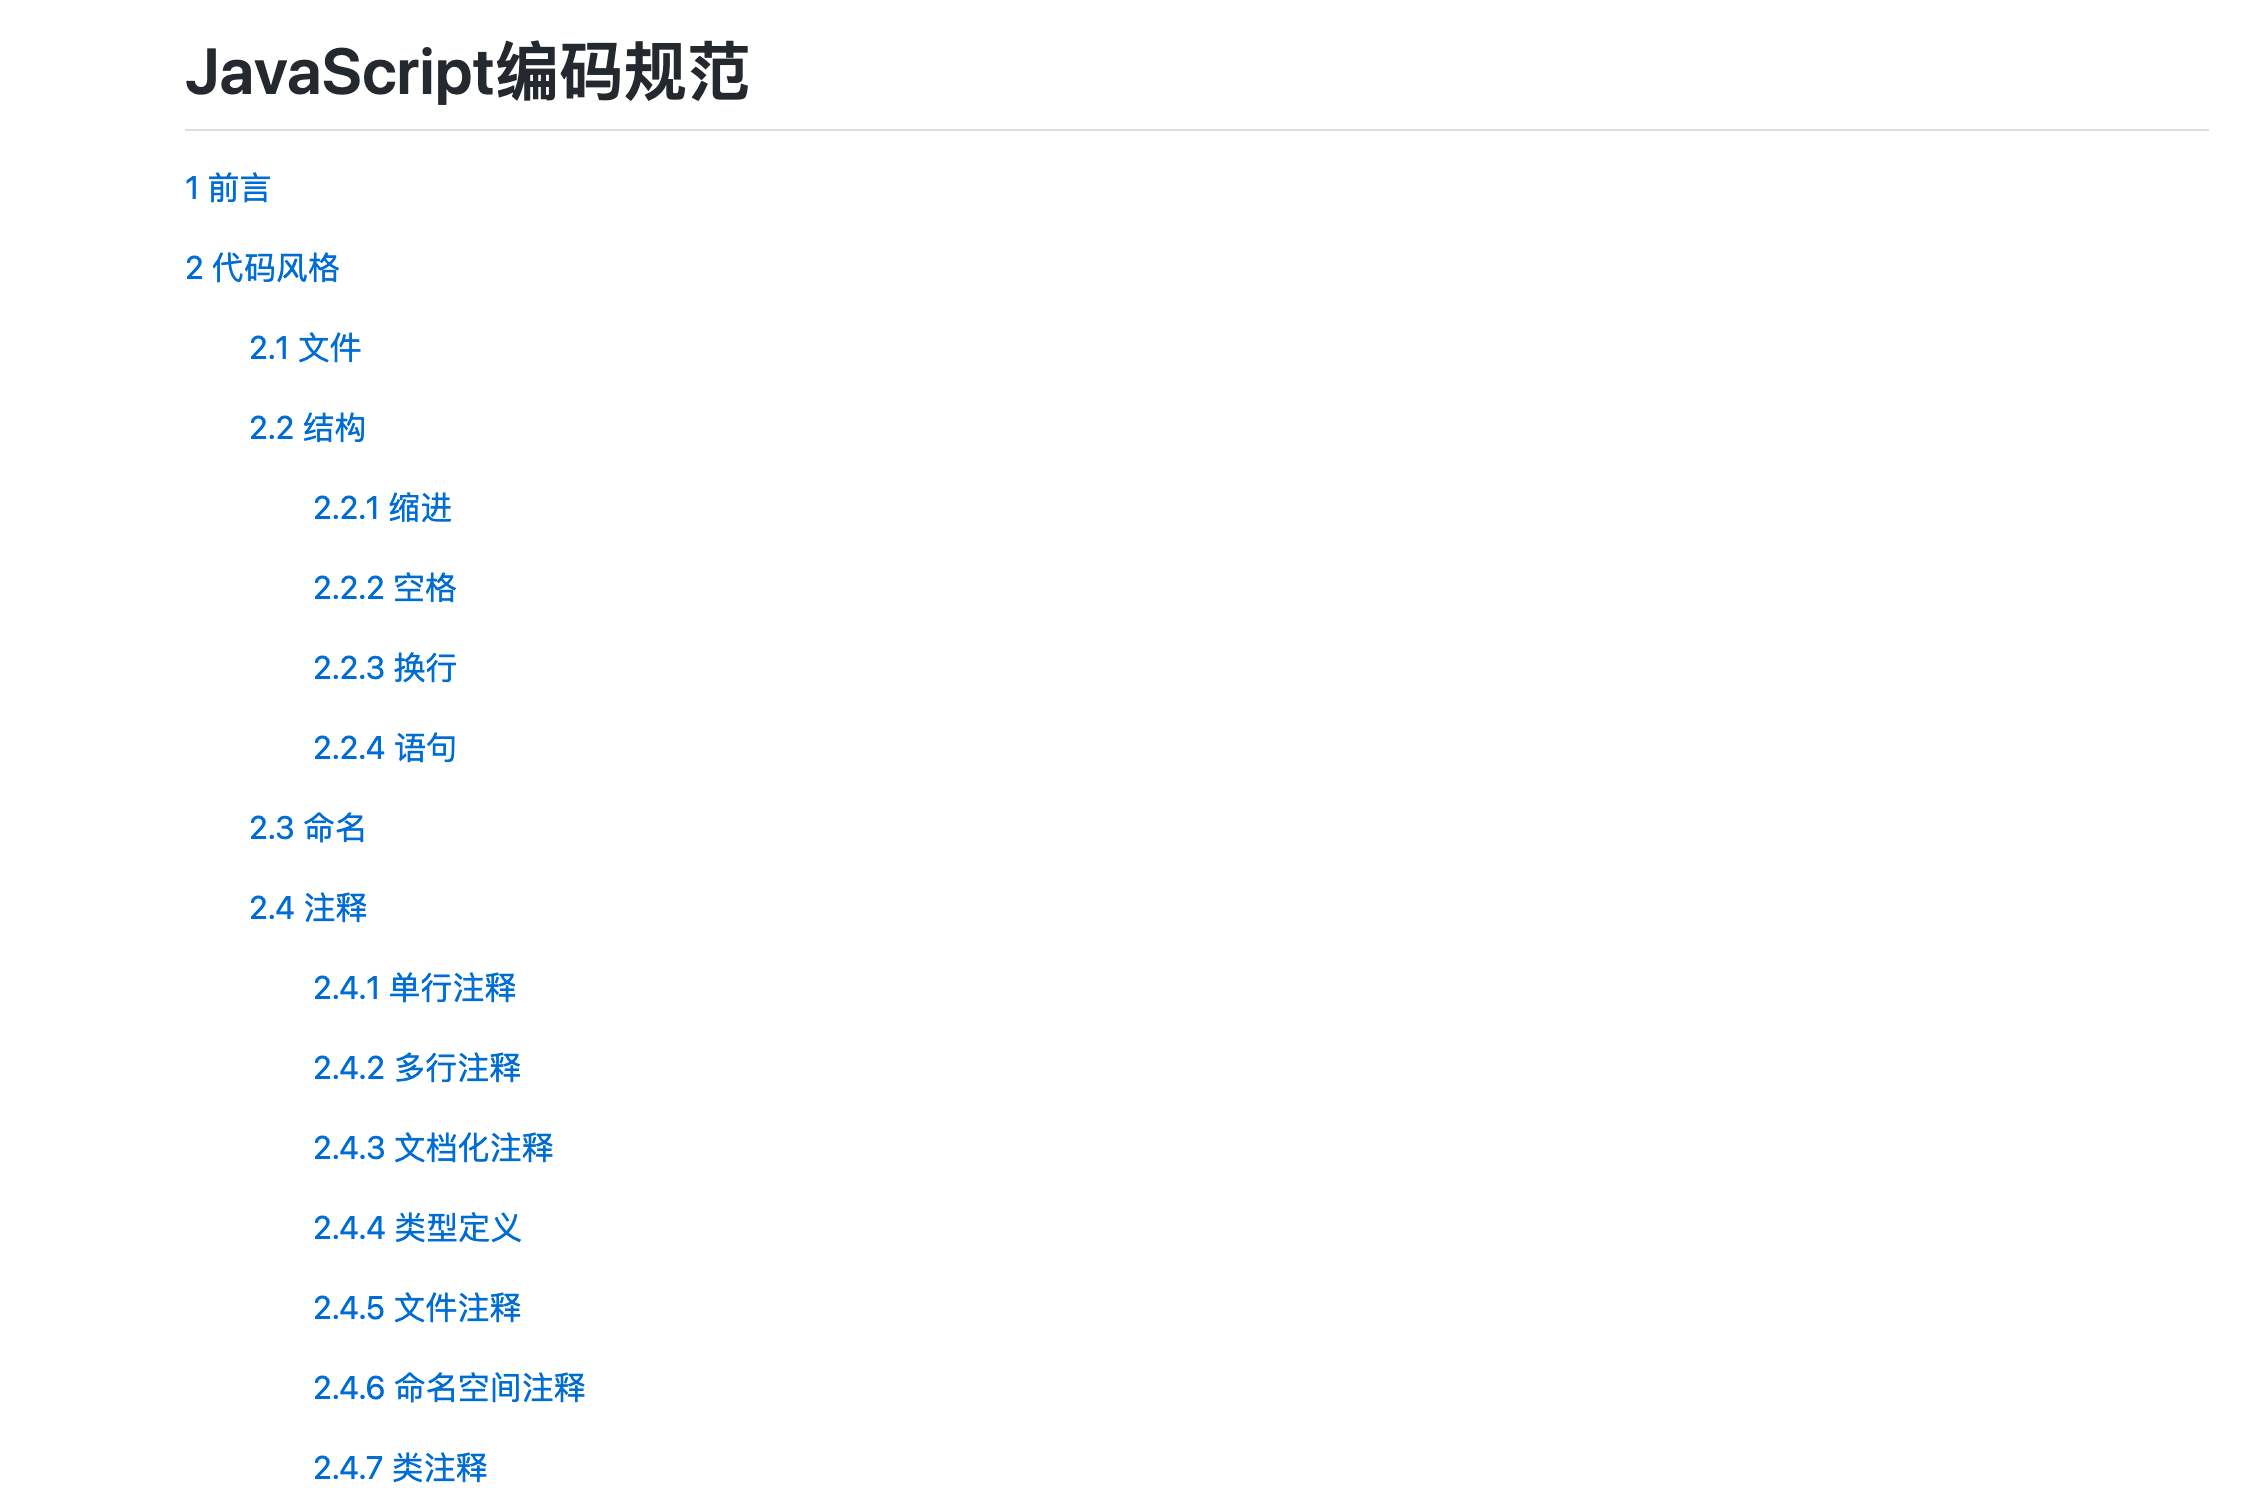 JavaScript编码规范
1 前言
2 代码风格
2.1 文件
2.2 结构
2.2.1 缩进
2.2.2 空格
2.2.3 换行
2.2.4 语句
2.3 命名
2.4 注释
2.4.1 单行注释
2.4.2 多行注释
2.4.3 文档化注释
2.4.4 类型定义
2.4.5 文件注释
2.4.6 命名空间注释
2.4.7 类注释